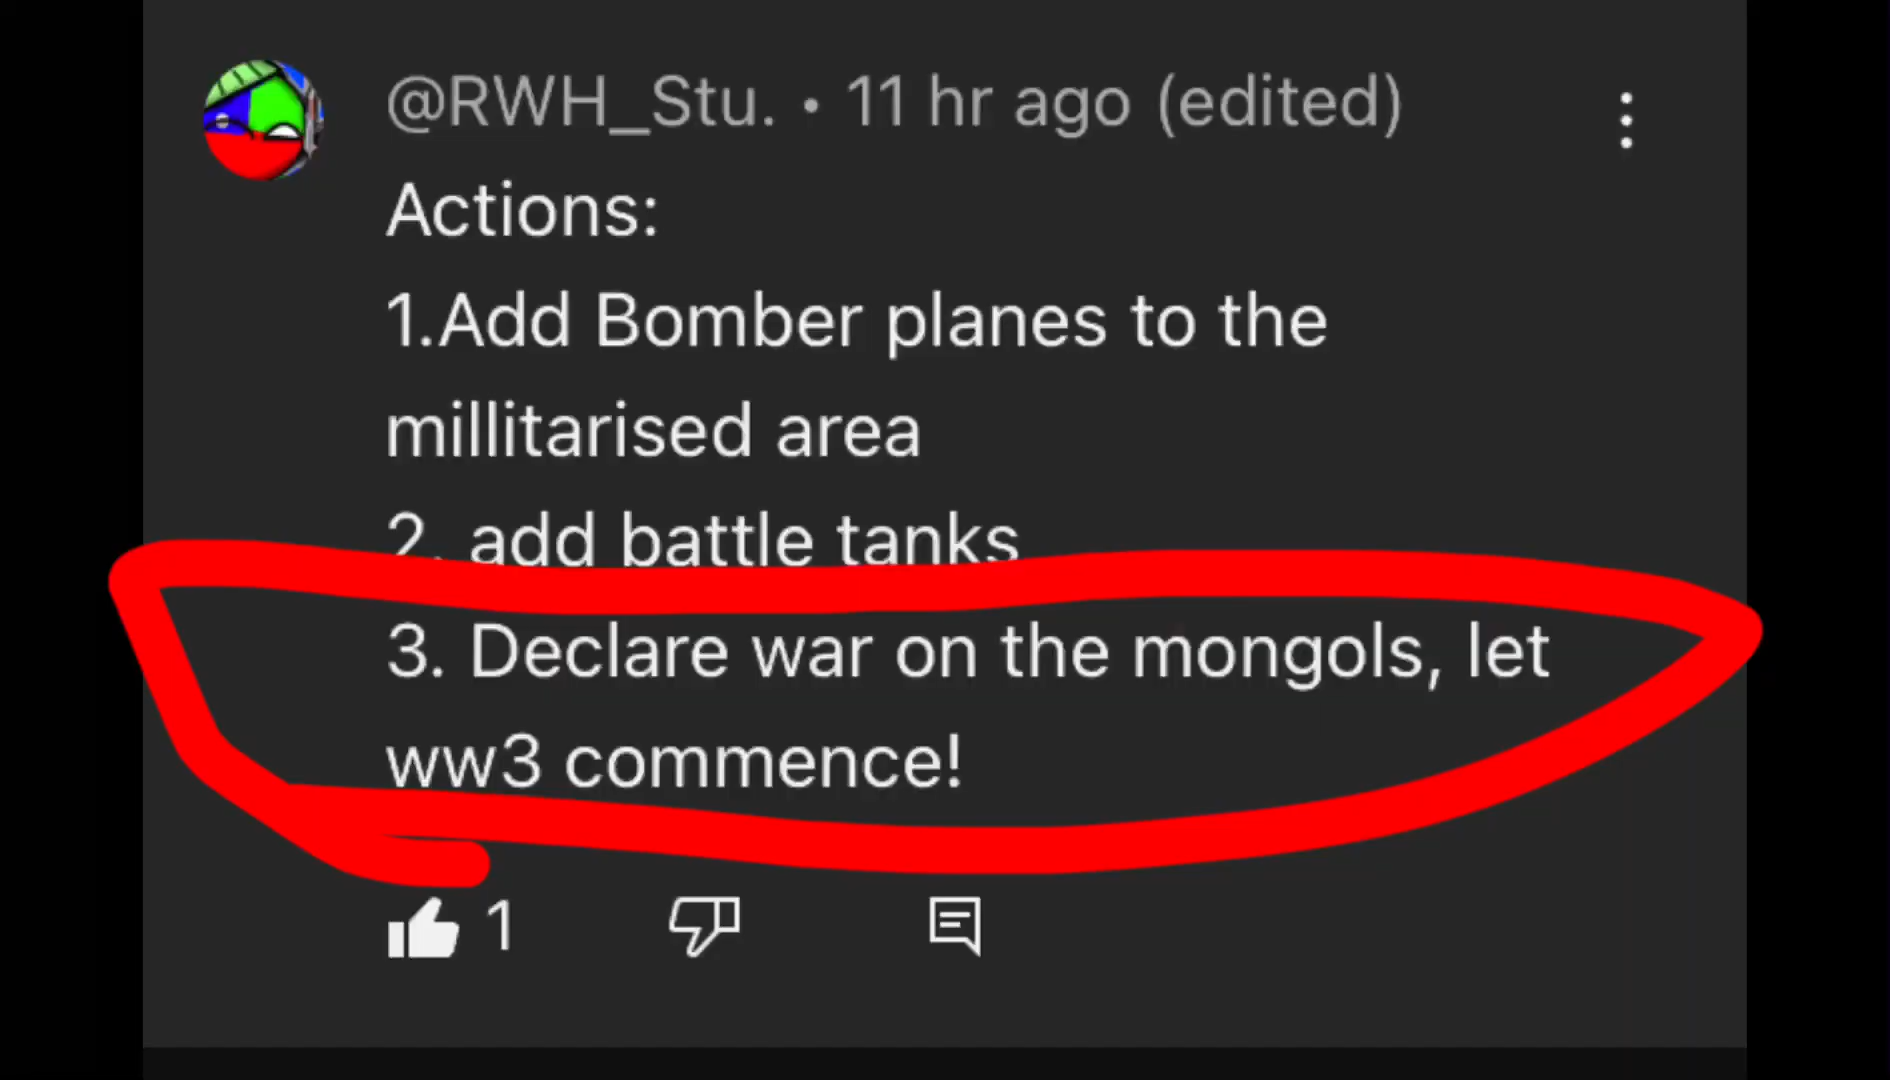 @RWH_Stu. • 11 hr ago (edited)
Actions:
1.Add Bomber planes to the
millitarised area
2. add battle tanks
3. Declare war on the mongols, let
ww3 commence!
1